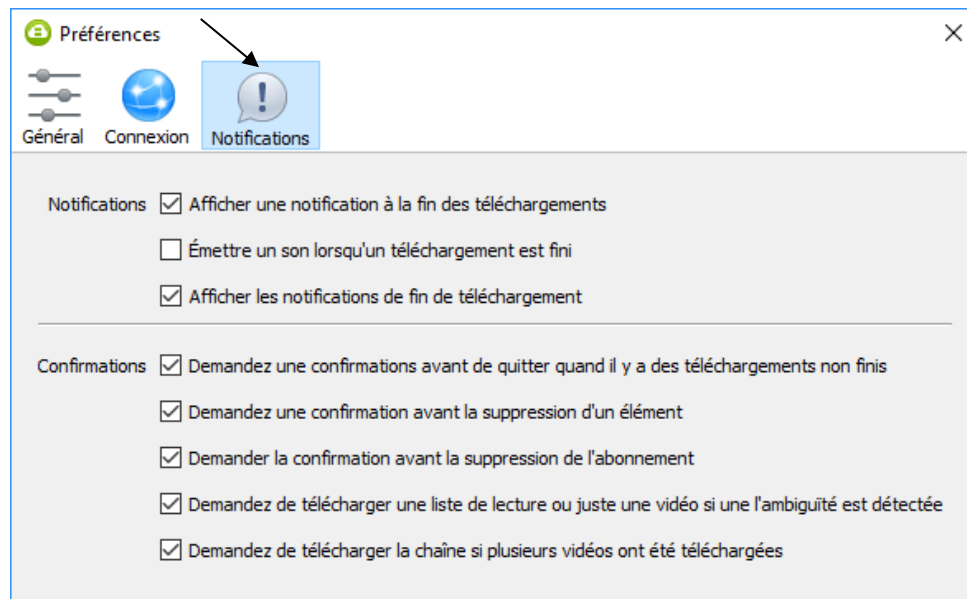 Préférences
Général Connexion Notifications
Notifications Afficher une notification à la fin des téléchargements
Émettre un son lorsqu'un téléchargement est fini
Afficher les notifications de fin de téléchargement
Confirmations Demandez une confirmations avant de quitter quand il y a des téléchargements non finis
Demandez une confirmation avant la suppression d'un élément
Demander la confirmation avant la suppression de l'abonnement
Demandez de télécharger une liste de lecture ou juste une vidéo si une l'ambiguïté est détectée
Demandez de télécharger la chaîne si plusieurs vidéos ont été téléchargées